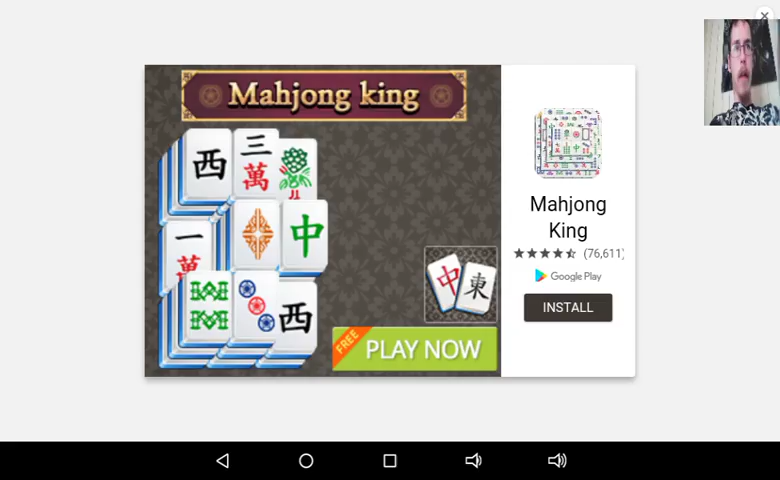 Mahjong king
西
三
萬
一
萬
中
西
中
東
FREE
PLAY NOW
Mahjong
King
(76,611)
Google Play
INSTALL